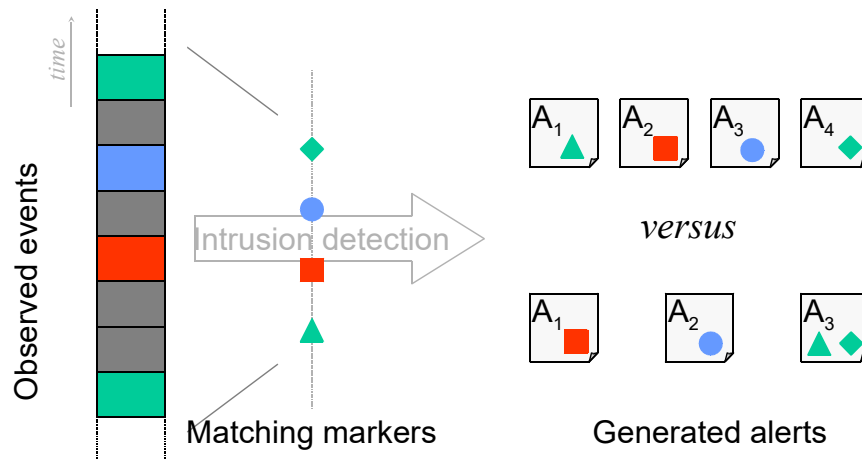 time
Observed events
Intrusion detection
Matching markers
A1
A2
A3
A4
versus
A1
A2
A3
Generated alerts